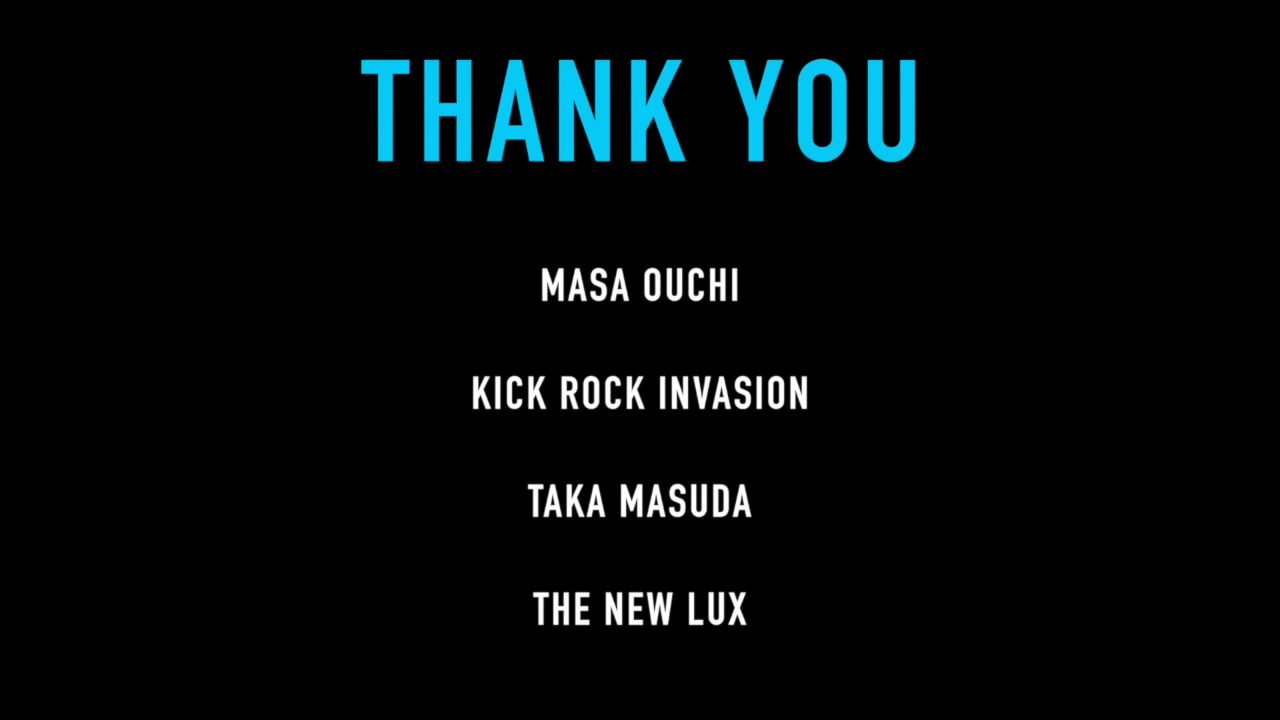 THANK YOU
MASA OUCHI
KICK ROCK INVASION
TAKA MASUDA
THE NEW LUX